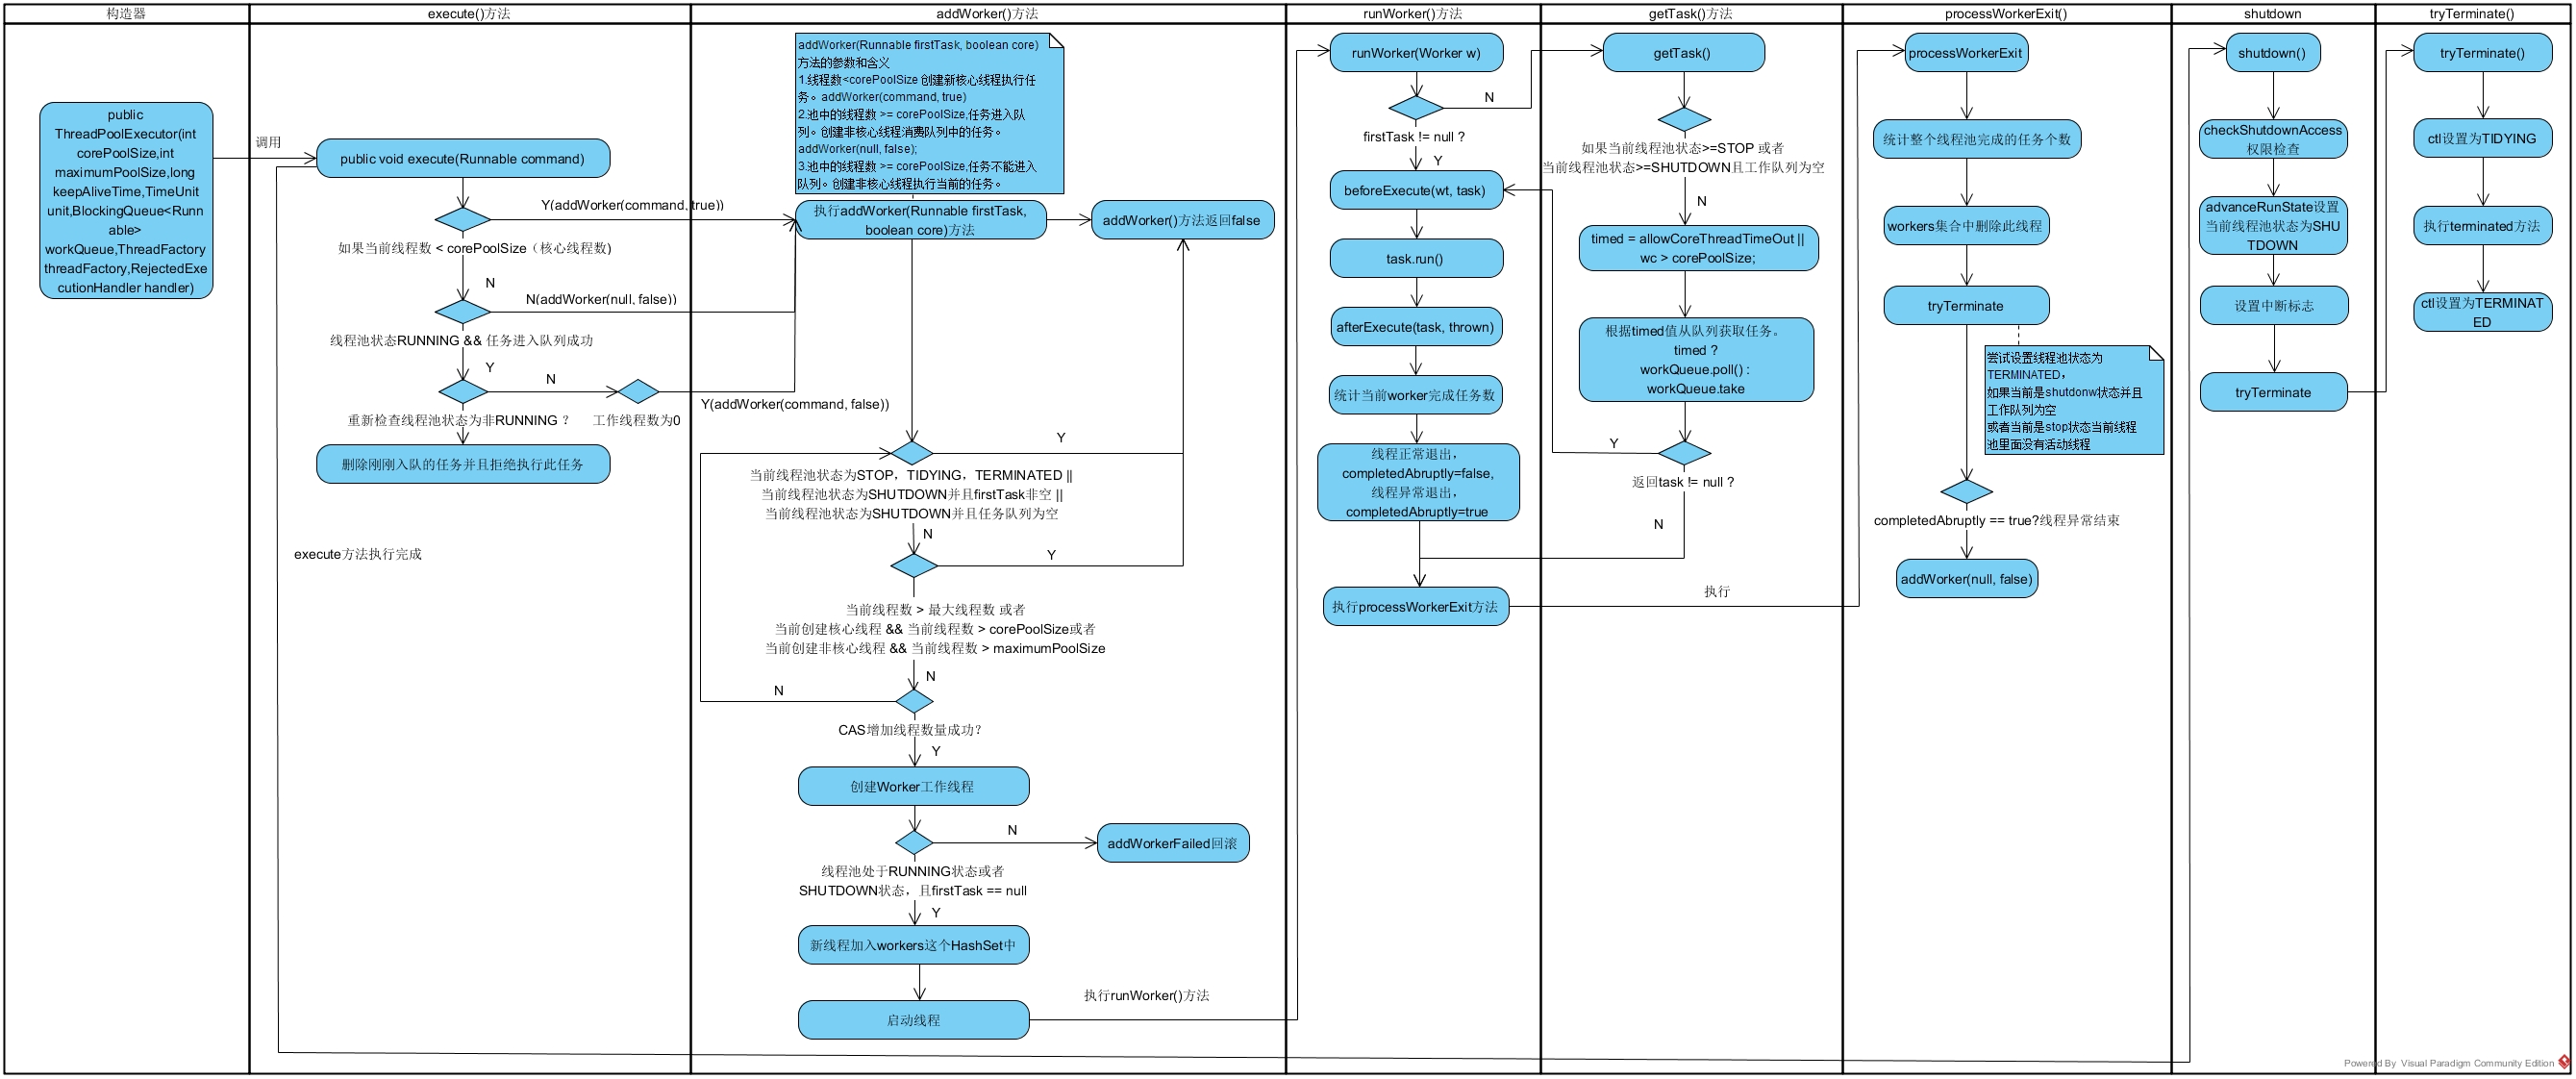 构造器
execute()方法
addWorker()方法
runWorker()方法
getTask()方法
processWorkerExit()
shutdown
tryTerminate()
public
ThreadPoolExecutor(int
corePoolSize,int
maximumPoolSize,long
keepAliveTime,TimeUnit
unit,BlockingQueue<Runn
able>
workQueue,ThreadFactory
threadFactory,RejectedExe
cutionHandler handler)
调用
public void execute(Runnable command)
Y(addWorker(command, true))
如果当前线程数 < corePoolSize（核心线程数)
N
N(addWorker(null, false))
线程池状态RUNNING && 任务进入队列成功
Y
N
重新检查线程池状态为非RUNNING ?
工作线程数为0
删除刚刚入队的任务并且拒绝执行此任务
execute方法执行完成
addWorker(Runnable firstTask, boolean core)
方法的参数和含义
1.线程数<corePoolSize 创建新核心线程执行任
务。addWorker(command, true)
2.池中的线程数 >= corePoolSize,任务进入队
列。创建非核心线程消费队列中的任务。
addWorker(null, false);
3.池中的线程数 >= corePoolSize,任务不能进入
队列。创建非核心线程执行当前的任务。
执行addWorker(Runnable firstTask,
boolean core)方法
addWorker()方法返回false
Y(addWorker(command, false))
Y
当前线程池状态为STOP，TIDYING，TERMINATED ||
当前线程池状态为SHUTDOWN并且firstTask非空 ||
当前线程池状态为SHUTDOWN并且任务队列为空
N
Y
当前线程数 > 最大线程数 或者
当前创建核心线程 && 当前线程数 > corePoolSize或者
当前创建非核心线程 && 当前线程数 > maximumPoolSize
N
N
CAS增加线程数量成功?
Y
创建Worker工作线程
N
addWorkerFailed回滚
线程池处于RUNNING状态或者
SHUTDOWN状态，且firstTask == null
Y
新线程加入workers这个HashSet中
执行runWorker()方法
启动线程
runWorker(Worker w)
N
firstTask != null ?
Y
beforeExecute(wt, task)
task.run()
afterExecute(task, thrown)
统计当前worker完成任务数
线程正常退出，
completedAbruptly=false,
线程异常退出，
completedAbruptly=true
执行processWorkerExit方法
getTask()
如果当前线程池状态>=STOP 或者
当前线程池状态>=SHUTDOWN且工作队列为空
N
timed = allowCoreThreadTimeOut ||
wc > corePoolSize;
根据timed值从队列获取任务。
timed ?
workQueue.poll() :
workQueue.take
Y
返回task != null ?
N
执行
processWorkerExit
统计整个线程池完成的任务个数
workers集合中删除此线程
tryTerminate
尝试设置线程池状态为
TERMINATED，
如果当前是shutdonw状态并且
工作队列为空
或者当前是stop状态当前线程
池里面没有活动线程
completedAbruptly == true?线程异常结束
addWorker(null, false)
shutdown()
checkShutdownAccess
权限检查
advanceRunState设置
当前线程池状态为SHU
TDOWN
设置中断标志
tryTerminate
tryTerminate()
ctl设置为TIDYING
执行terminated方法
ctl设置为TERMINAT
ED
Powered By Visual Paradigm Community Edition